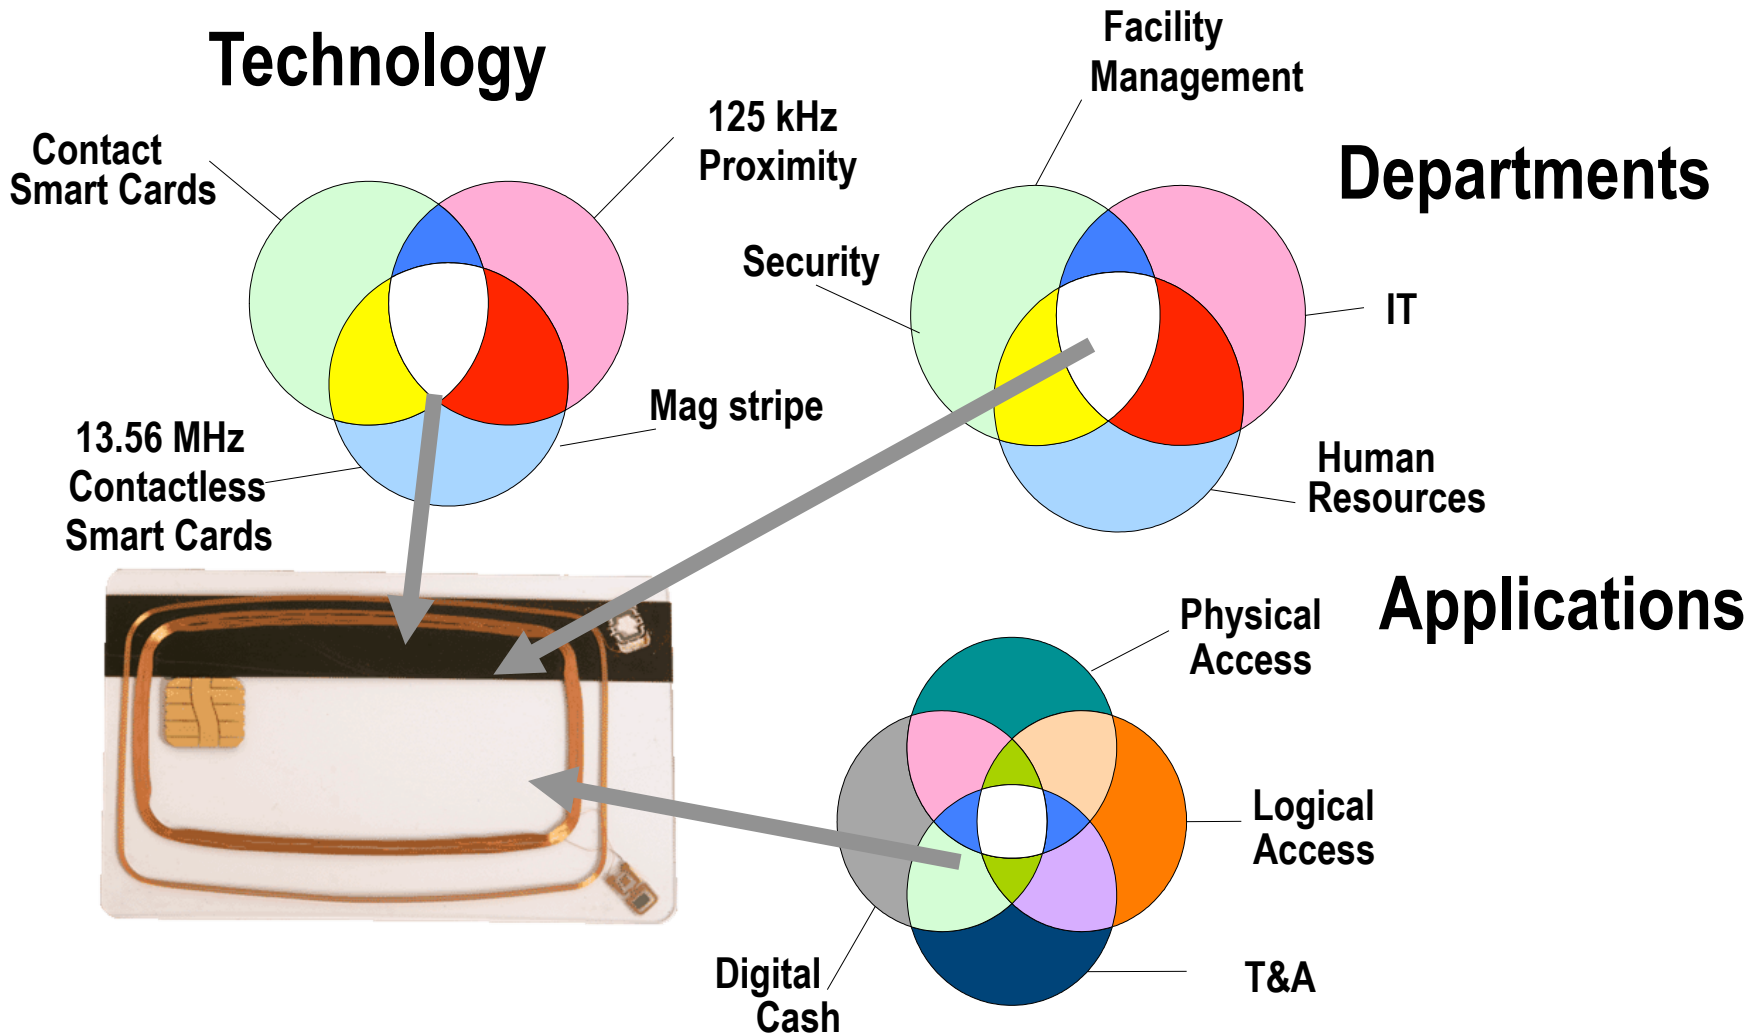 Technology
Contact
Smart Cards
125 kHz
Proximity
Mag stripe
13.56 MHz
Contactless
Smart Cards
Facility
Management
Departments
Security
IT
Human
Resources
Applications
Physical
Access
Logical
Access
T&A
Digital
Cash